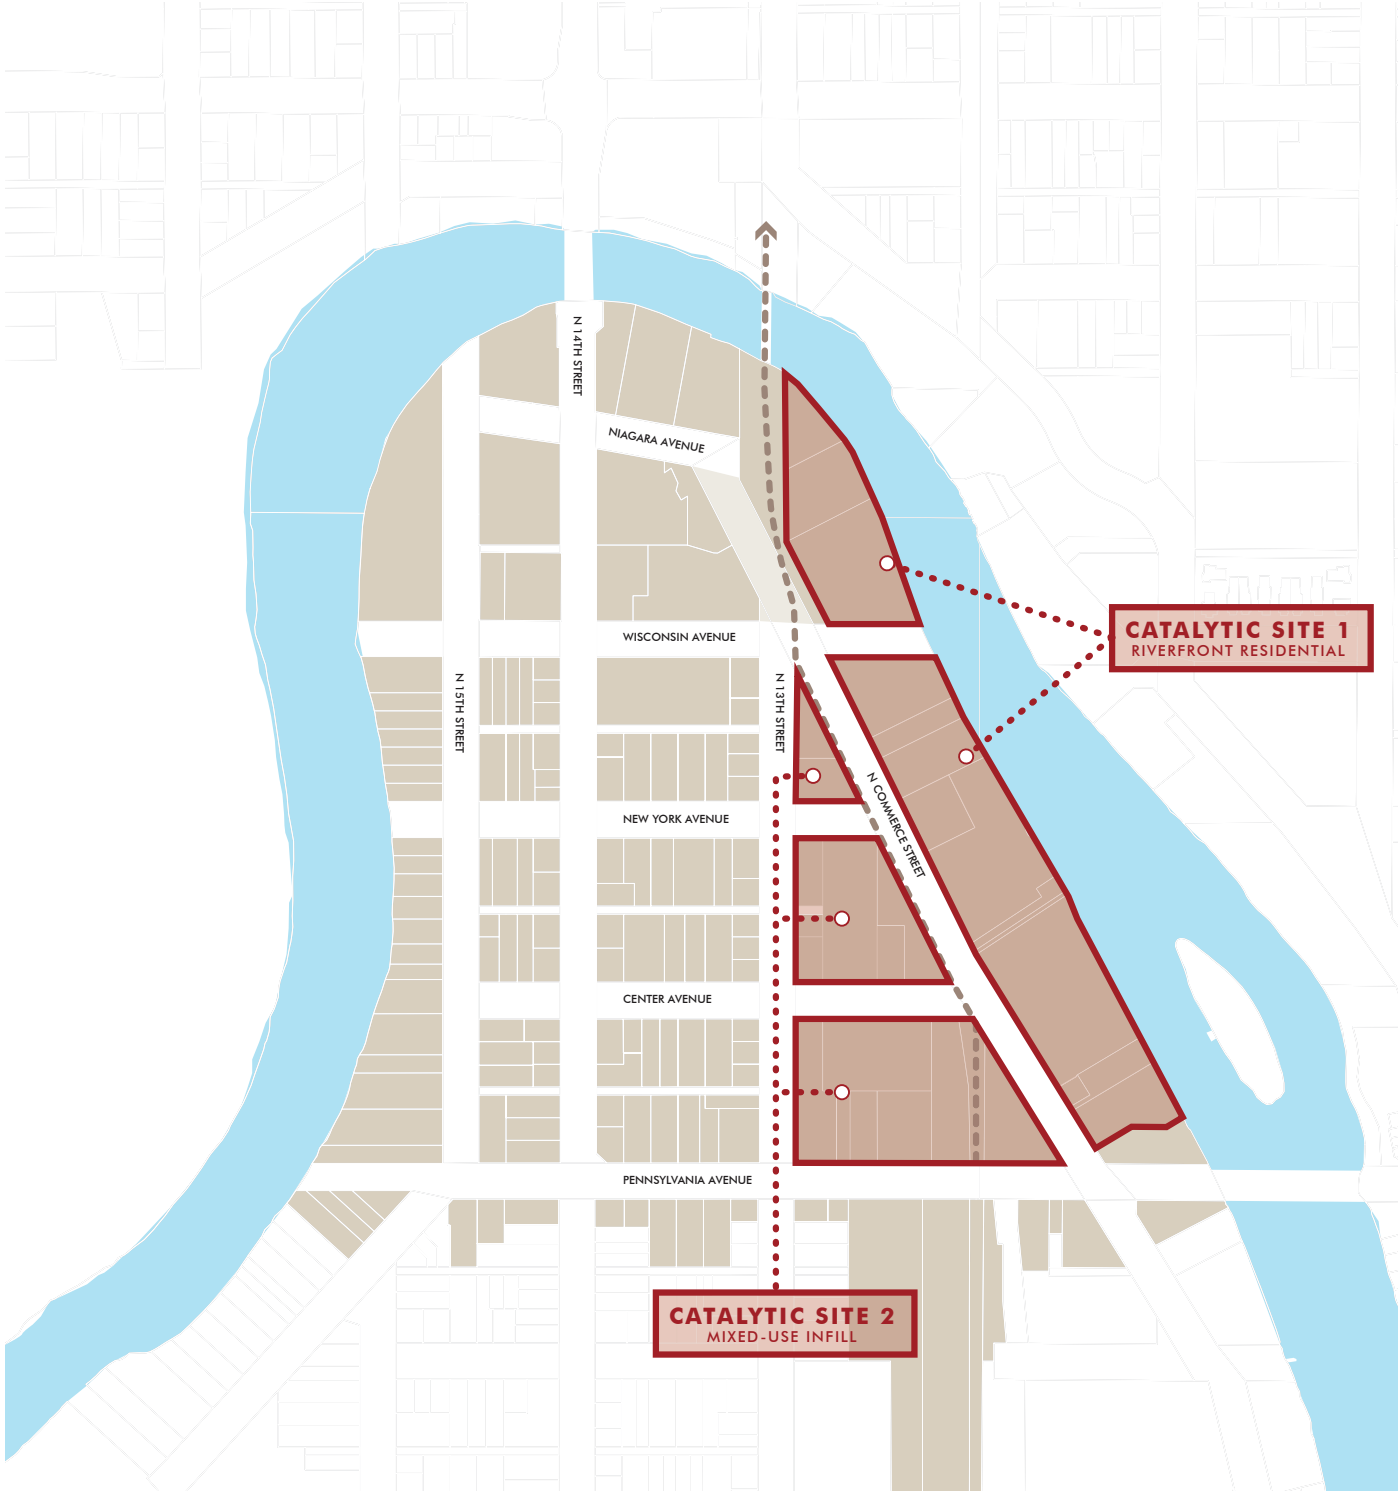 N 14TH STREET
NIAGARA AVENUE
WISCONSIN AVENUE
CATALYTIC SITE 1
RIVERFRONT RESIDENTIAL
N 15TH STREET
N 13TH STREET
N COMMERCE STREET
NEW YORK AVENUE
CENTER AVENUE
PENNSYLVANIA AVENUE
CATALYTIC SITE 2
MIXED-USE INFILL